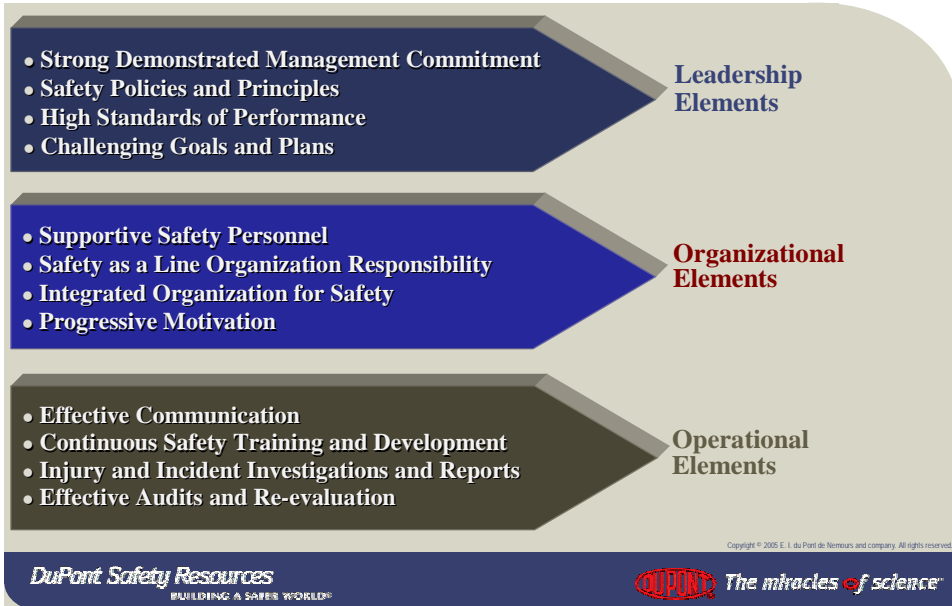 ● Strong Demonstrated Management Commitment
● Safety Policies and Principles
● High Standards of Performance
● Challenging Goals and Plans
Leadership
Elements
● Supportive Safety Personnel
● Safety as a Line Organization Responsibility
● Integrated Organization for Safety
● Progressive Motivation
Organizational
Elements
● Effective Communication
● Continuous Safety Training and Development
● Injury and Incident Investigations and Reports
● Effective Audits and Re-evaluation
Operational
Elements
Copyright © 2005 E. I. du Pont de Nemours and company. All rights reserved.
DuPont Safety Resources
BUILDING A SAFER WORLD®
DUPONT The miracles of science™